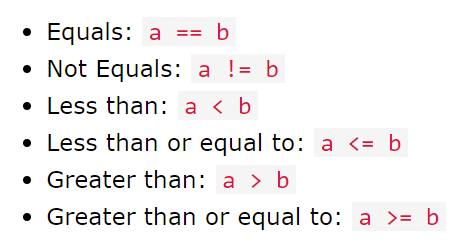 Equals: a == b
Not Equals: a != b
Less than: a < b
Less than or equal to: a <= b
Greater than: a > b
Greater than or equal to: a >= b